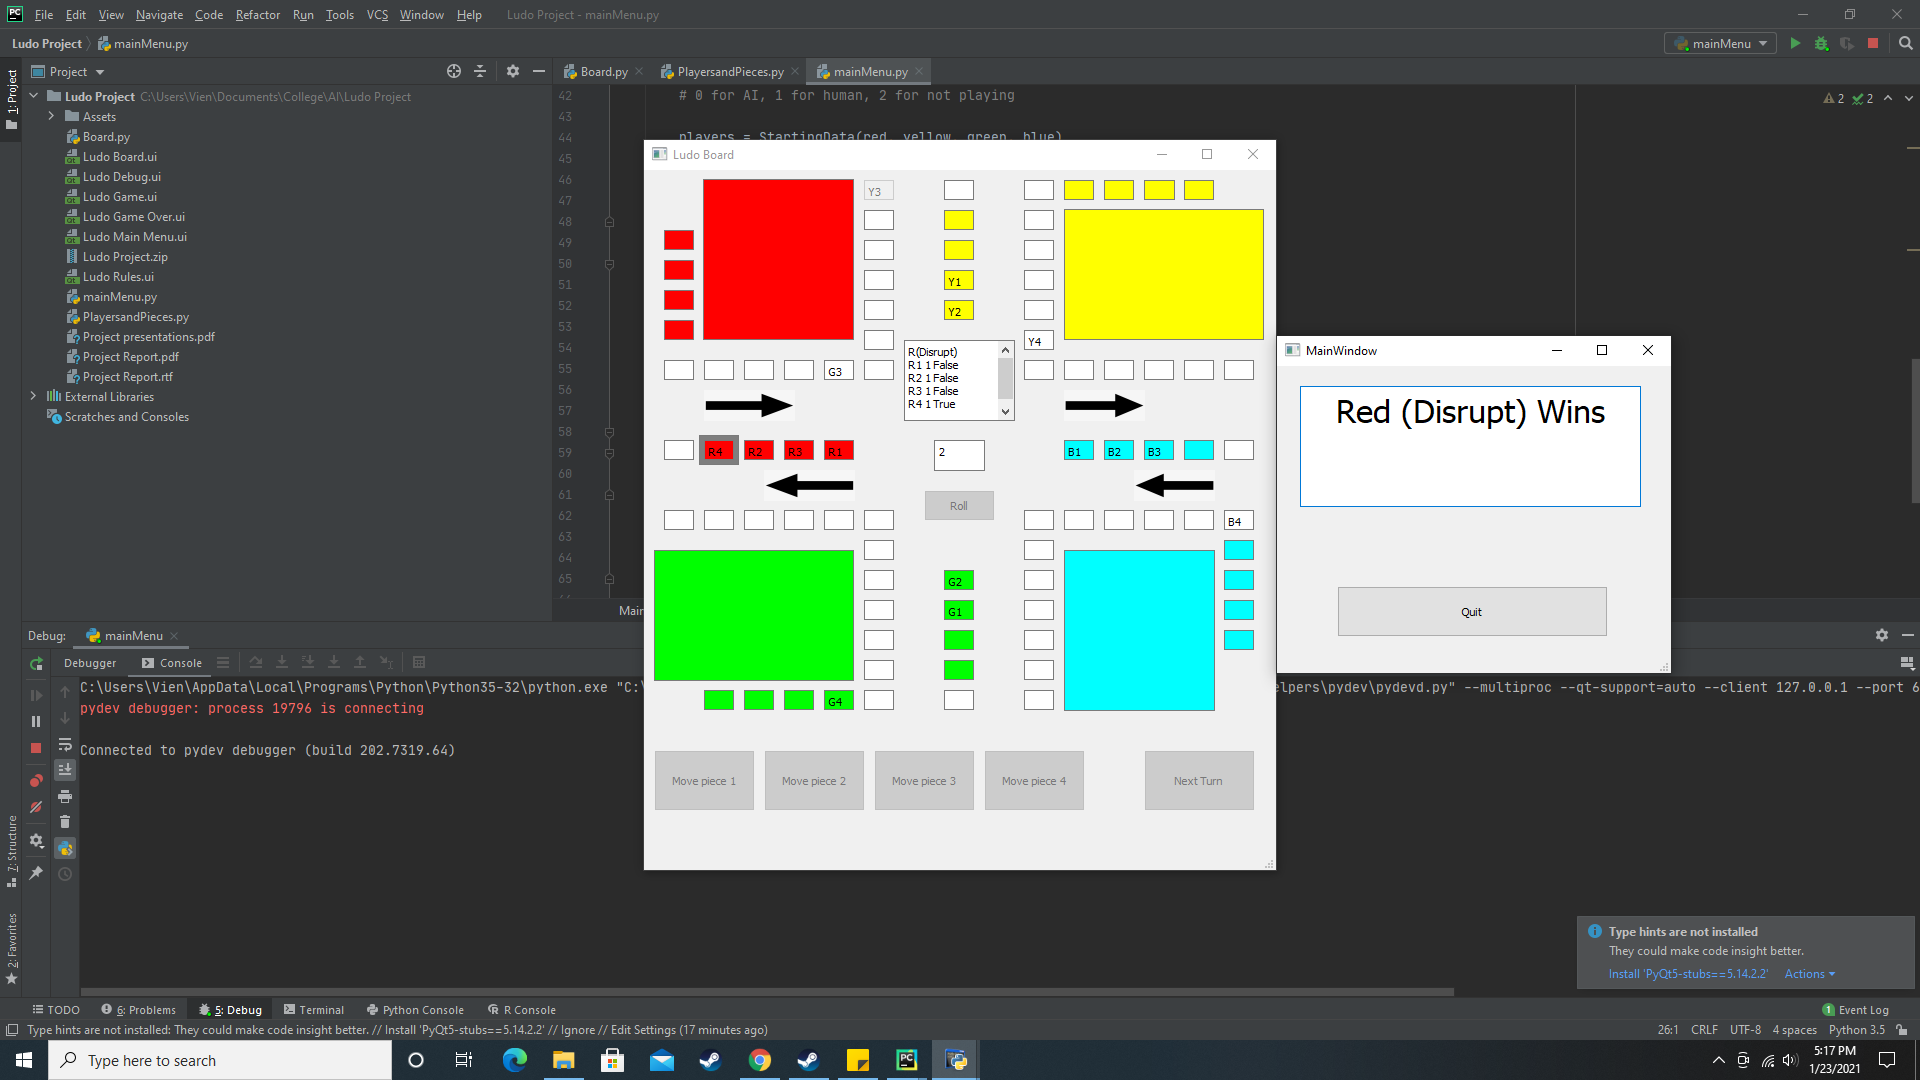 File Edit View Navigate Code Refactor Run Tools VCS Window Help Ludo Project - mainMenu.py
Ludo Project mainMenu.py
mainMenu
1: Project
Project
Board.py PlayersandPieces.py mainMenu.py
Ludo Project C:\Users\Vien\Documents\College\AI\Ludo Project
Assets
Board.py
Ludo Board.ui
Ludo Debug.ui
Ludo Game.ui
Ludo Game Over.ui
Ludo Main Menu.ui
Ludo Project.zip
Ludo Rules.ui
mainMenu.py
PlayersandPieces.py
Project presentations.pdf
Project Report.pdf
Project Report.rtf
External Libraries
Scratches and Consoles
42 # 0 for AI, 1 for human, 2 for not playing
43
44 players = StartingData(red, yellow, green, blue)
45
46
47
48
49
50
51
52
53
54
55
56
57
58
59
60
61
62
63
64
65
2 2
Main
Ludo Board
Y3
Y1
Y2
Y4
G3
R(Disrupt)
R1 1 False
R2 1 False
R3 1 False
R4 1 True
R4 R2 R3 R1
2
B1 B2 B3
Roll
B4
G2
G1
G4
Move piece 1 Move piece 2 Move piece 3 Move piece 4 Next Turn
MainWindow
Red (Disrupt) Wins
Quit
Debug: mainMenu
Debugger Console
C:\Users\Vien\AppData\Local\Programs\Python\Python35-32\python.exe "C:\ elpers\pydev\pydevd.py" --multiproc --qt-support=auto --client 127.0.0.1 --port 6
pydev debugger: process 19796 is connecting
Connected to pydev debugger (build 202.7319.64)
7: Structure
2: Favorites
Type hints are not installed
They could make code insight better.
Install 'PyQt5-stubs==5.14.2.2' Actions
TODO 6: Problems 5: Debug Terminal Python Console R Console 1 Event Log
Type hints are not installed: They could make code insight better. // Install 'PyQt5-stubs==5.14.2.2' // Ignore // Edit Settings (17 minutes ago) 26:1 CRLF UTF-8 4 spaces Python 3.5
Type here to search
5:17 PM
1/23/2021